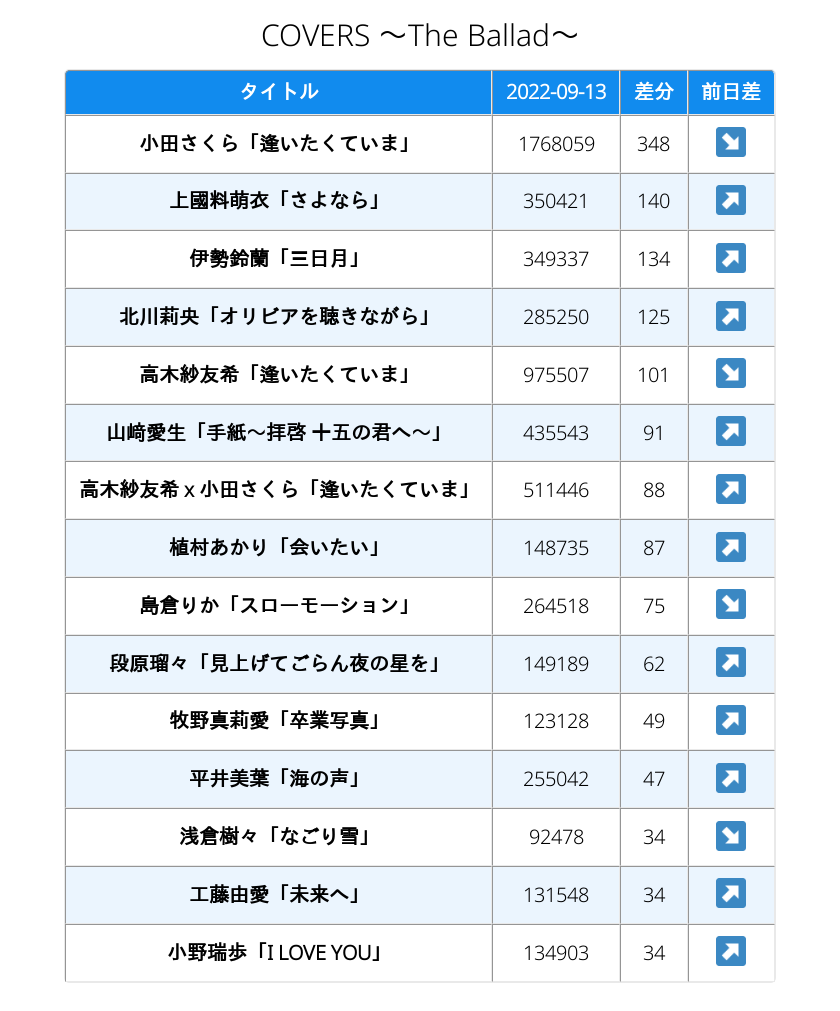 COVERS ～The Ballad～
タイトル 2022-09-13 差分 前日差
小田さくら「逢いたくていま」 1768059 348 ↘
上國料萌衣「さよなら」 350421 140 ↗
伊勢鈴蘭「三日月」 349337 134 ↗
北川莉央「オリビアを聴きながら」 285250 125 ↗
高木紗友希「逢いたくていま」 975507 101 ↘
山﨑愛生「手紙～拝啓 十五の君へ～」 435543 91 ↗
高木紗友希 x 小田さくら「逢いたくていま」 511446 88 ↗
植村あかり「会いたい」 148735 87 ↗
島倉りか「スローモーション」 264518 75 ↘
段原瑠々「見上げてごらん夜の星を」 149189 62 ↗
牧野真莉愛「卒業写真」 123128 49 ↗
平井美葉「海の声」 255042 47 ↗
浅倉樹々「なごり雪」 92478 34 ↘
工藤由愛「未来へ」 131548 34 ↗
小野瑞歩「I LOVE YOU」 134903 34 ↗